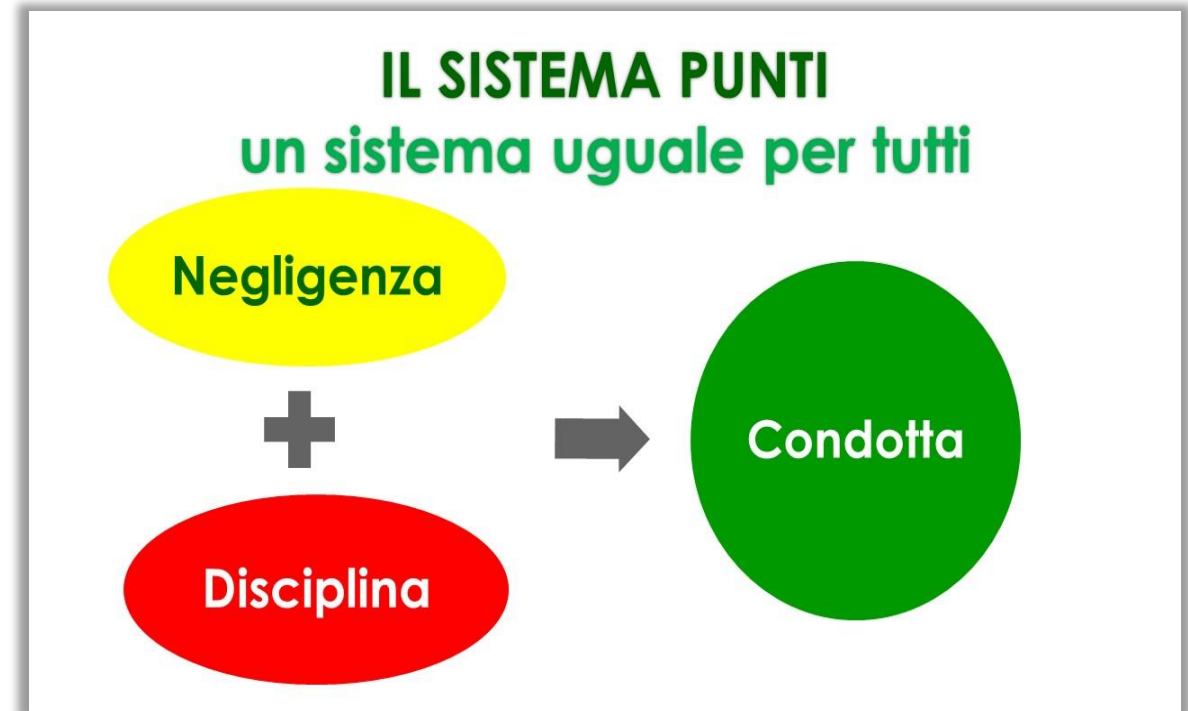 IL SISTEMA PUNTI
un sistema uguale per tutti
Negligenza
Condotta
Disciplina